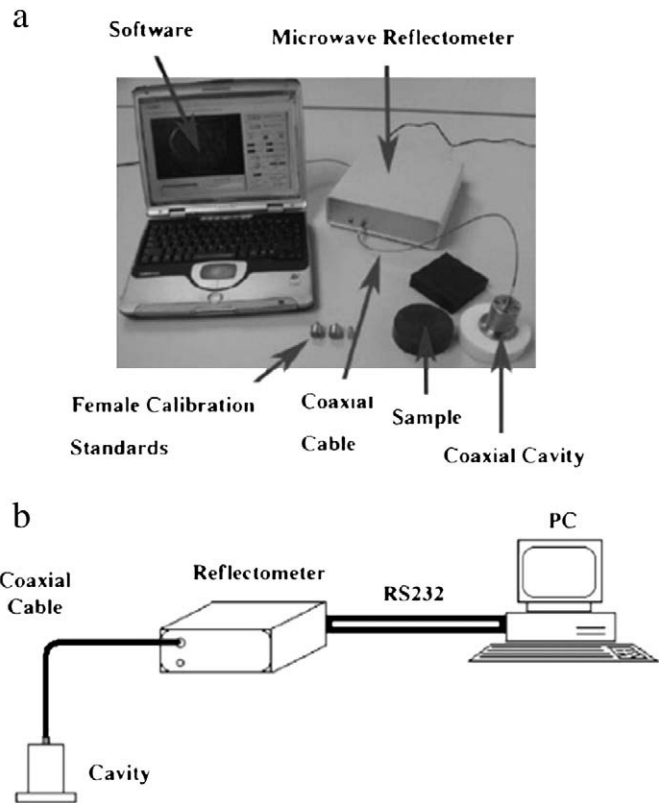 a
Software
Microwave Reflectometer
Female Calibration
Standards
Coaxial
Cable
Sample
Coaxial Cavity
b
PC
Reflectometer
RS232
Coaxial
Cable
Cavity